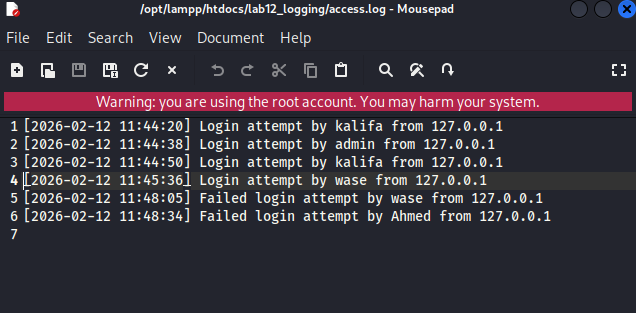 /opt/lampp/htdocs/lab12_logging/access.log - Mousepad
File Edit Search View Document Help
Warning: you are using the root account. You may harm your system.
1 [2026-02-12 11:44:20] Login attempt by kalifa from 127.0.0.1
2 [2026-02-12 11:44:38] Login attempt by admin from 127.0.0.1
3 [2026-02-12 11:44:50] Login attempt by kalifa from 127.0.0.1
4 [2026-02-12 11:45:36] Login attempt by wase from 127.0.0.1
5 [2026-02-12 11:48:05] Failed login attempt by wase from 127.0.0.1
6 [2026-02-12 11:48:34] Failed login attempt by Ahmed from 127.0.0.1
7